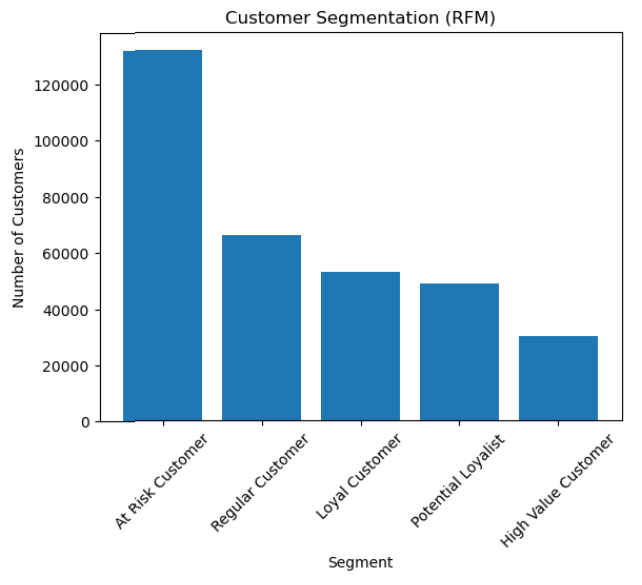 Customer Segmentation (RFM)
Number of Customers
120000
100000
80000
60000
40000
20000
0
At Risk Customer
Regular Customer
Loyal Customer
Potential Loyalist
High Value Customer
Segment